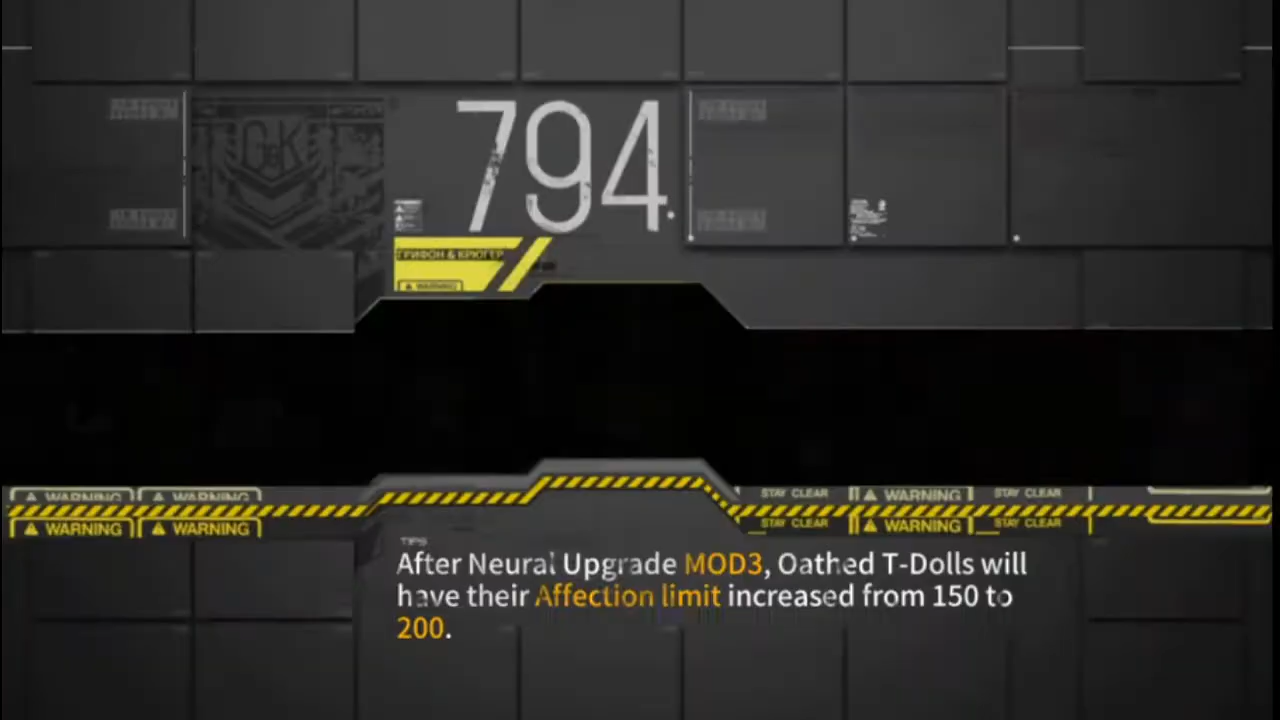 G&K
794.
ГРИФОН & КРЮГЕР
⚠ WARNING
⚠ WARNING ⚠ WARNING STAY CLEAR ⚠ WARNING STAY CLEAR
⚠ WARNING ⚠ WARNING STAY CLEAR ⚠ WARNING STAY CLEAR
TIPS
After Neural Upgrade MOD3, Oathed T-Dolls will
have their Affection limit increased from 150 to
200.